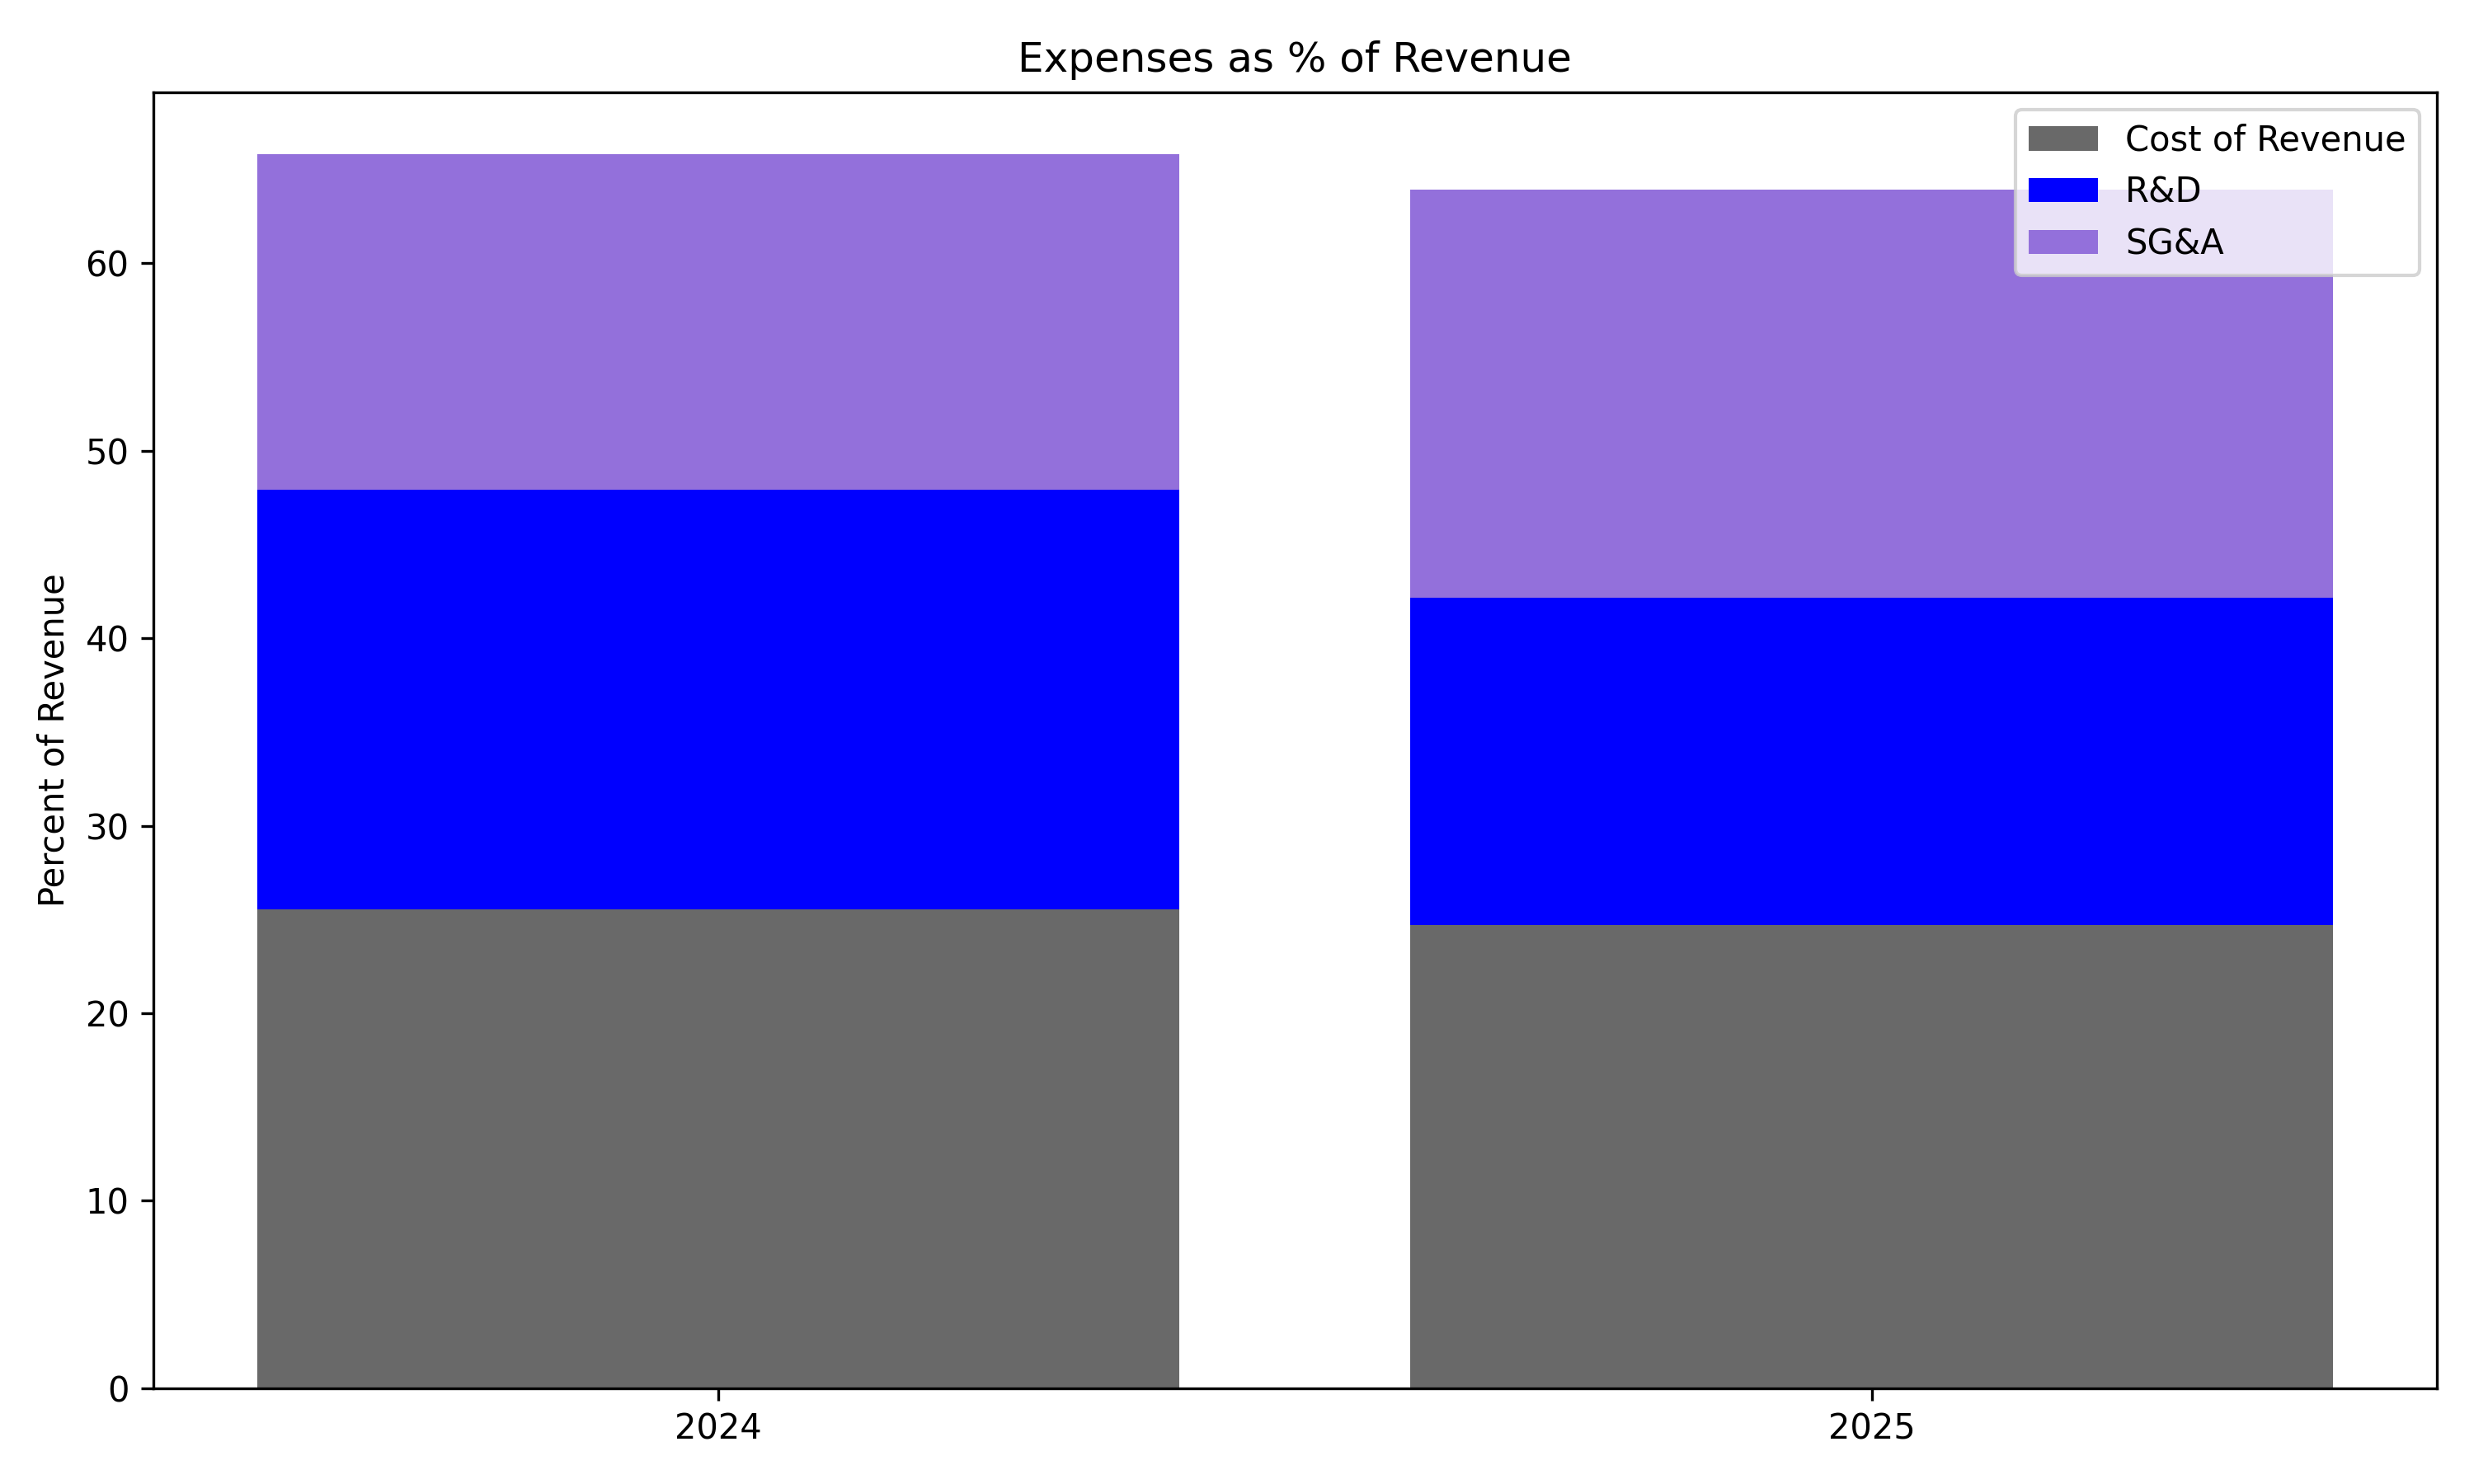 Expenses as % of Revenue
Cost of Revenue
R&D
SG&A
Percent of Revenue
60
50
40
30
20
10
0
2024
2025